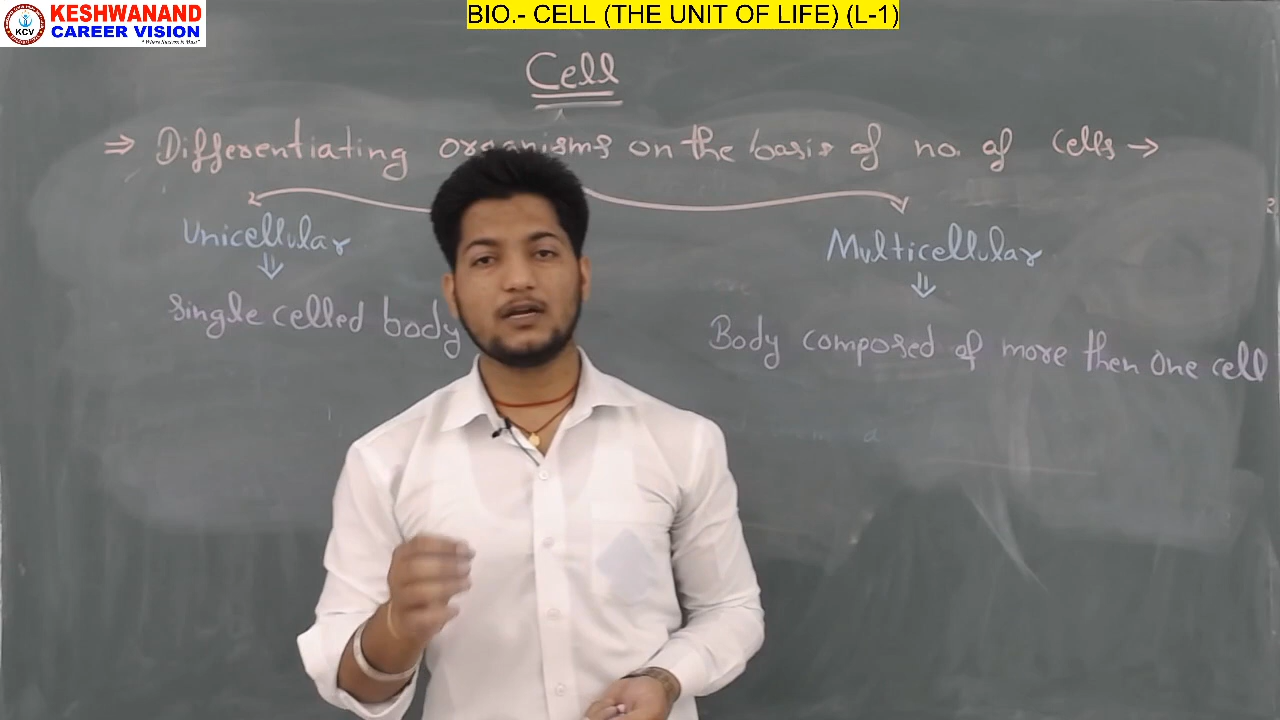 KESHWANAND
CAREER VISION
KCV
BIO.- CELL (THE UNIT OF LIFE) (L-1)
Cell
⇒ Differentiating organisms on the basis of no. of cells →
Unicellular
Multicellular
⇓
⇓
Single celled body
Body composed of more then one cell